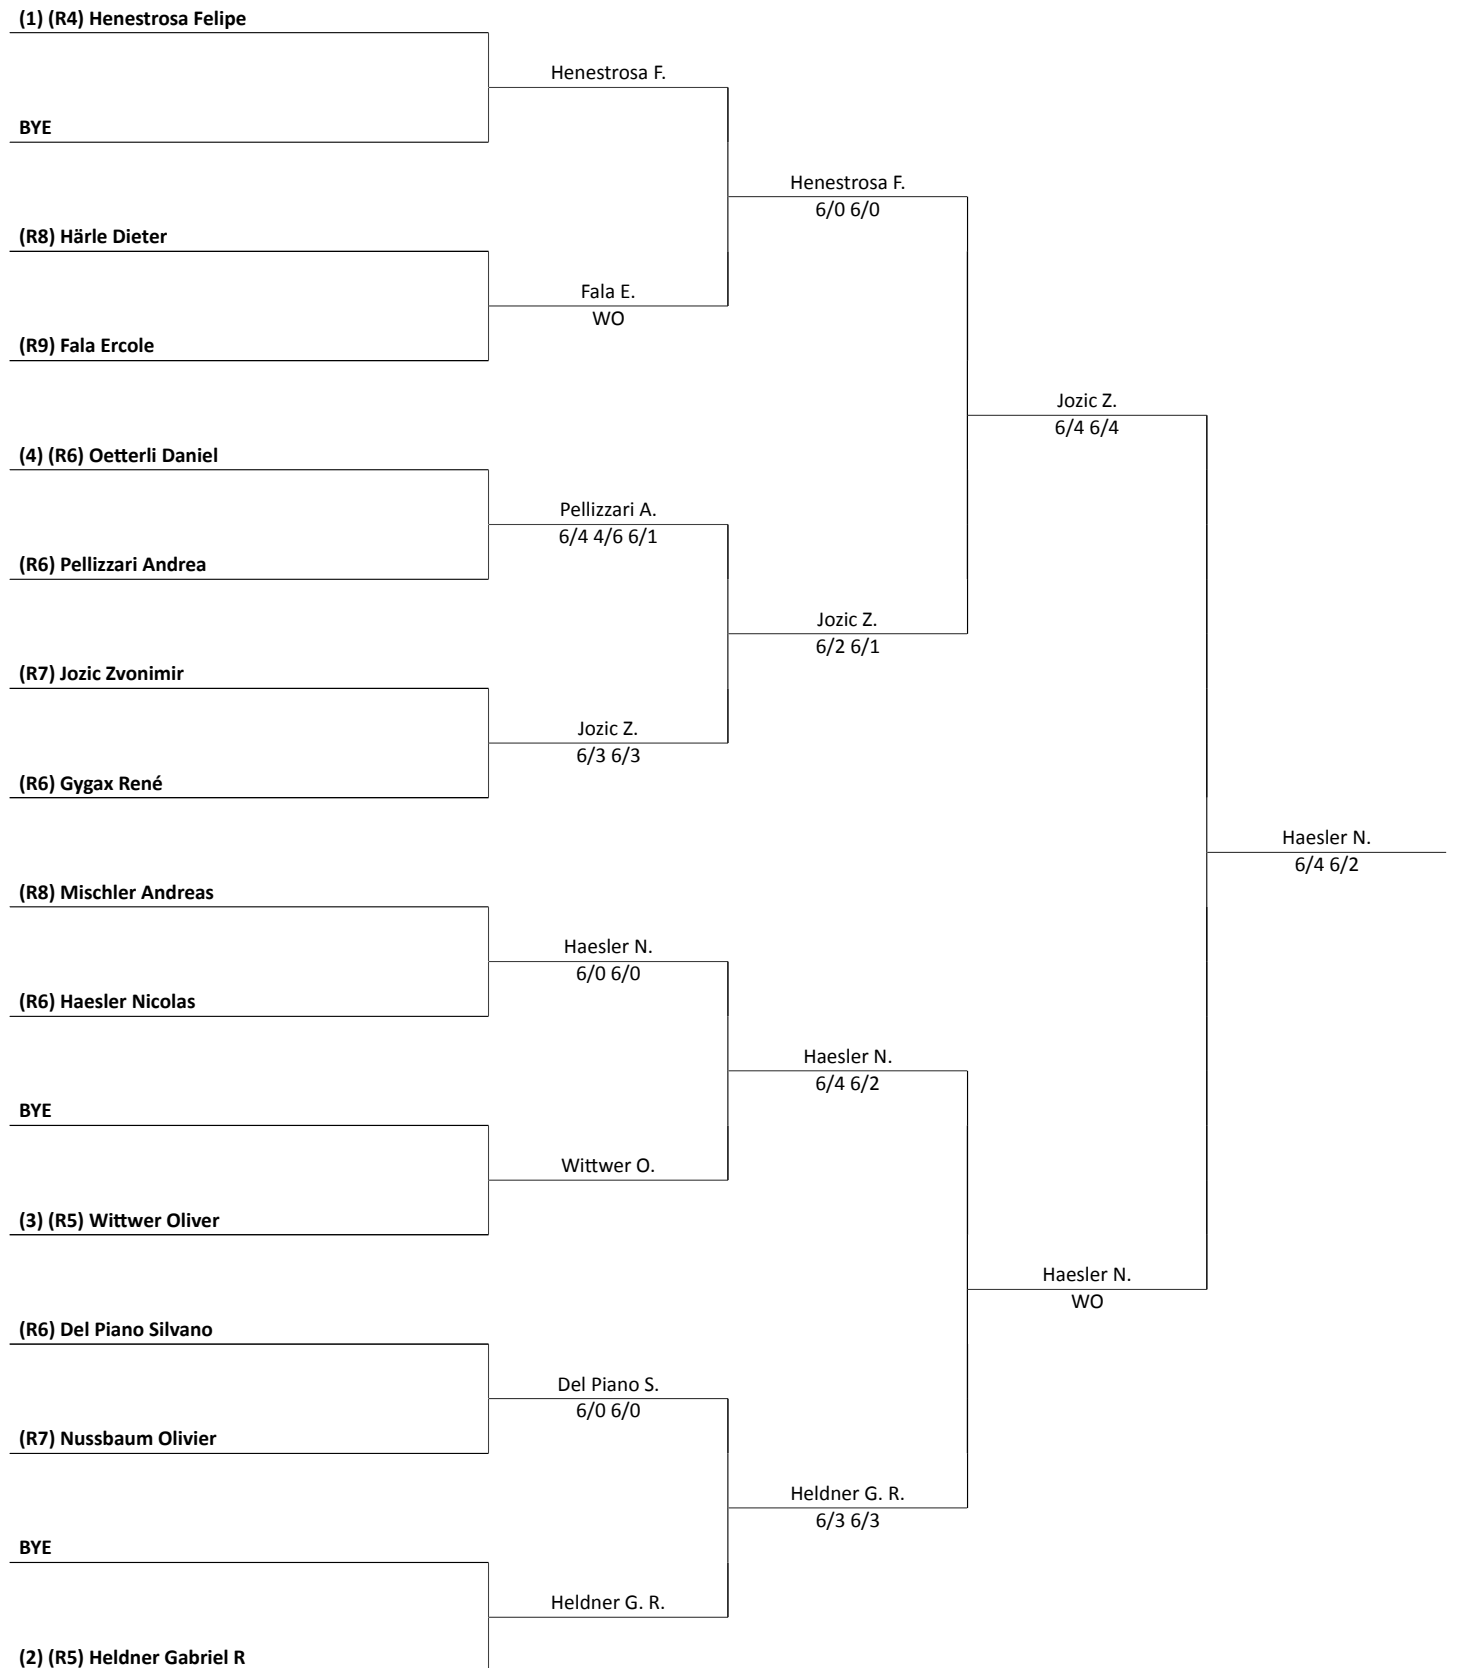 (1) (R4) Henestrosa Felipe
Henestrosa F.
BYE
Henestrosa F.
6/0 6/0
(R8) Härle Dieter
Fala E.
WO
(R9) Fala Ercole
Jozic Z.
6/4 6/4
(4) (R6) Oetterli Daniel
Pellizzari A.
6/4 4/6 6/1
(R6) Pellizzari Andrea
Jozic Z.
6/2 6/1
(R7) Jozic Zvonimir
Jozic Z.
6/3 6/3
(R6) Gygax René
Haesler N.
6/4 6/2
(R8) Mischler Andreas
Haesler N.
6/0 6/0
(R6) Haesler Nicolas
Haesler N.
6/4 6/2
BYE
Wittwer O.
(3) (R5) Wittwer Oliver
Haesler N.
WO
(R6) Del Piano Silvano
Del Piano S.
6/0 6/0
(R7) Nussbaum Olivier
Heldner G. R.
6/3 6/3
BYE
Heldner G. R.
(2) (R5) Heldner Gabriel R